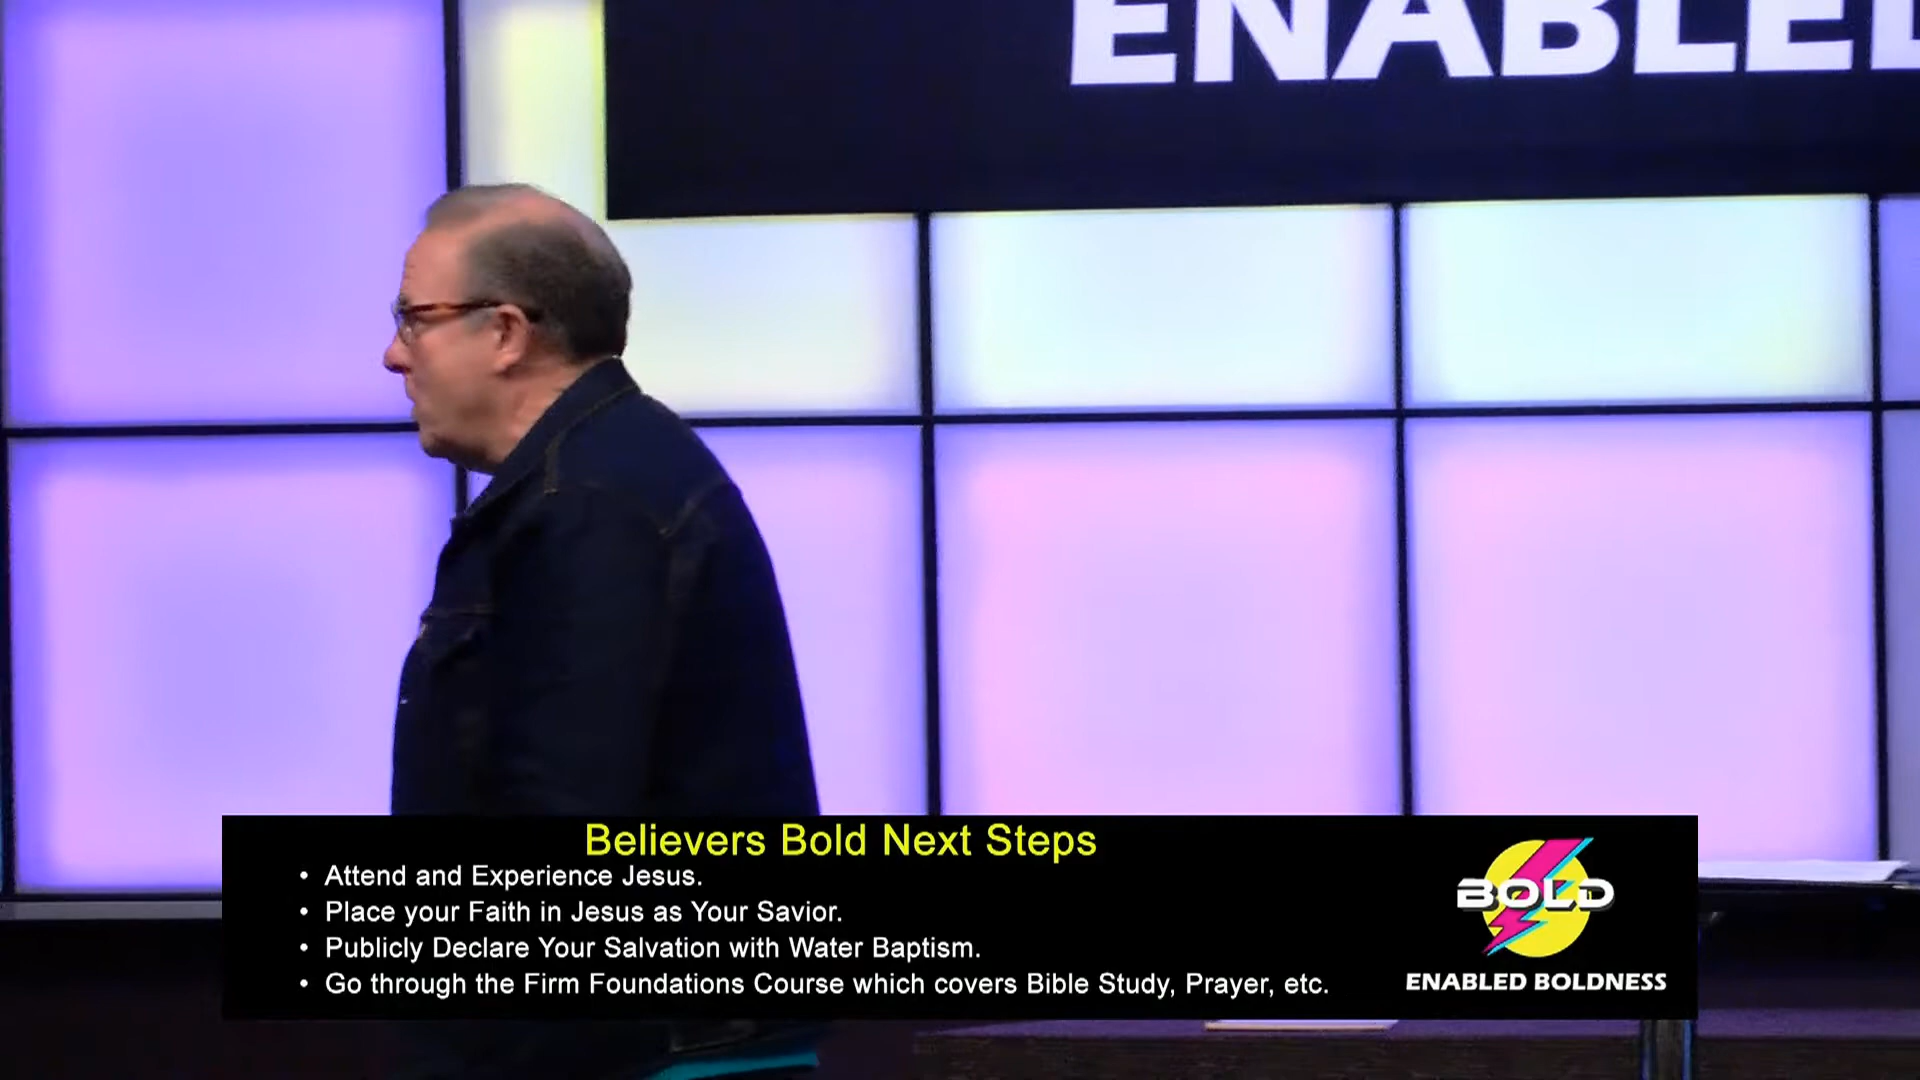 ENABLED
Believers Bold Next Steps
• Attend and Experience Jesus.
• Place your Faith in Jesus as Your Savior.
• Publicly Declare Your Salvation with Water Baptism.
• Go through the Firm Foundations Course which covers Bible Study, Prayer, etc.
BOLD
ENABLED BOLDNESS